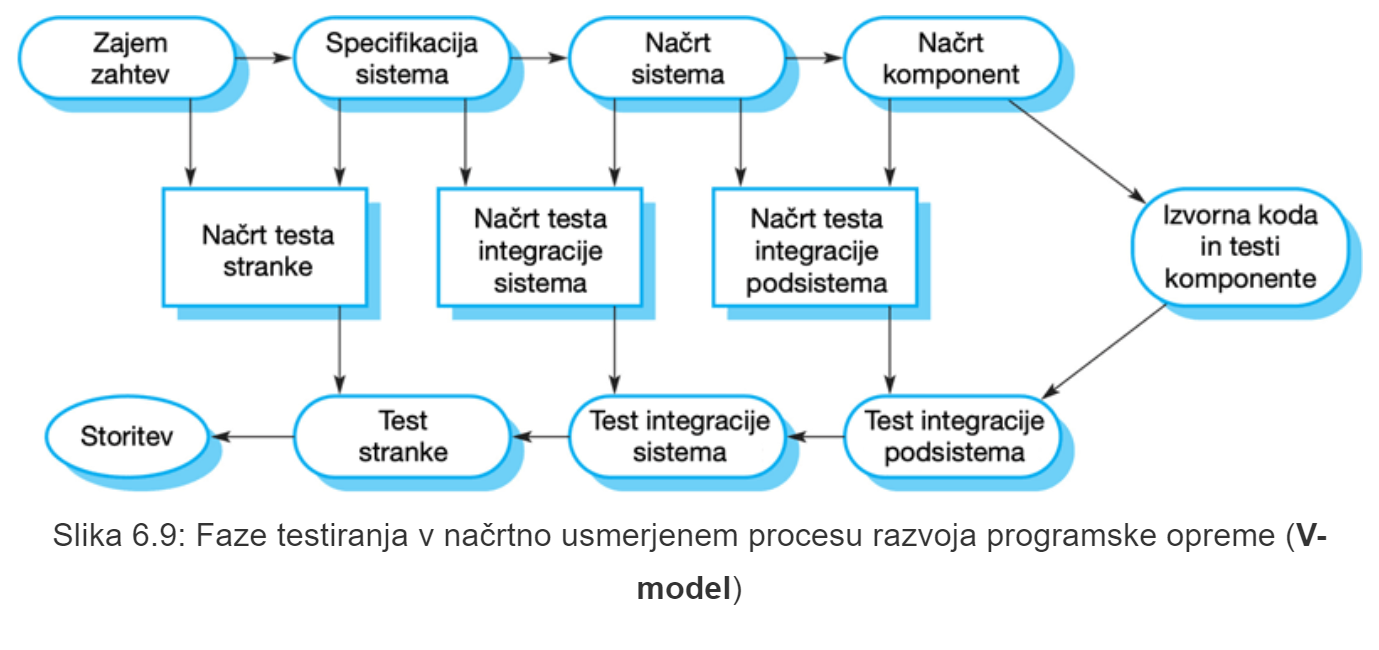 Zajem
zahtev
Specifikacija
sistema
Načrt
sistema
Načrt
komponent
Načrt testa
stranke
Načrt testa
integracije
sistema
Načrt testa
integracije
podsistema
Izvorna koda
in testi
komponente
Storitev
Test
stranke
Test integracije
sistema
Test integracije
podsistema
Slika 6.9: Faze testiranja v načrtno usmerjenem procesu razvoja programske opreme (V-
model)